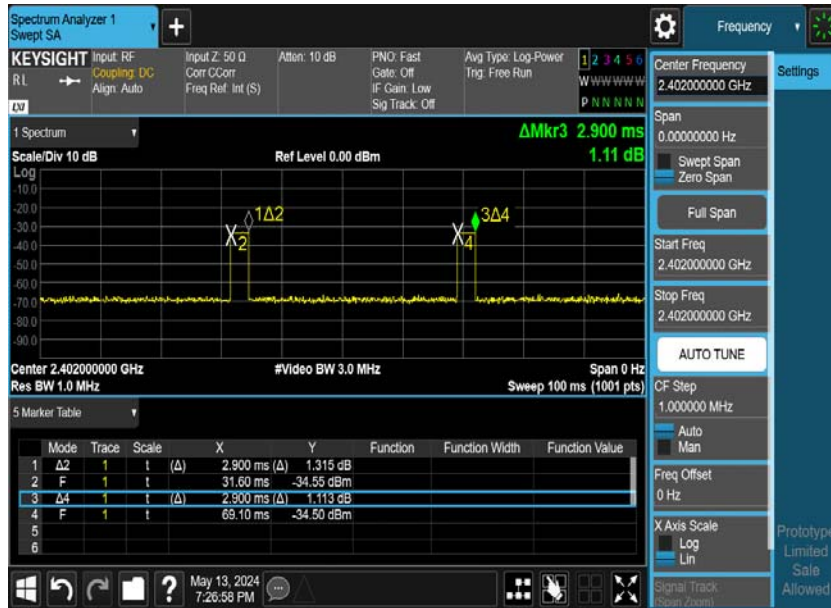 Spectrum Analyzer 1
Swept SA
Frequency
KEYSIGHT
RL
LXI
Input: RF
Coupling: DC
Align: Auto
Input Z: 50 Ω
Corr CCorr
Freq Ref: Int (S)
Atten: 10 dB
PNO: Fast
Gate: Off
IF Gain: Low
Sig Track: Off
Avg Type: Log-Power
Trig: Free Run
1 2 3 4 5 6
W W W W W W
P N N N N N
1 Spectrum
ΔMkr3 2.900 ms
Scale/Div 10 dB
Ref Level 0.00 dBm
1.11 dB
Log
-10.0
-20.0
-30.0
-40.0
-50.0
-60.0
-70.0
-80.0
-90.0
1Δ2
2
3Δ4
4
Center 2.402000000 GHz
#Video BW 3.0 MHz
Span 0 Hz
Res BW 1.0 MHz
Sweep 100 ms (1001 pts)
5 Marker Table
Mode Trace Scale X Y Function Function Width Function Value
1 Δ2 1 t (Δ) 2.900 ms (Δ) 1.315 dB
2 F 1 t 31.60 ms -34.55 dBm
3 Δ4 1 t (Δ) 2.900 ms (Δ) 1.113 dB
4 F 1 t 69.10 ms -34.50 dBm
5
6
May 13, 2024
7:26:58 PM
Center Frequency
2.402000000 GHz
Settings
Span
0.00000000 Hz
Swept Span
Zero Span
Full Span
Start Freq
2.402000000 GHz
Stop Freq
2.402000000 GHz
AUTO TUNE
CF Step
1.000000 MHz
Auto
Man
Freq Offset
0 Hz
X Axis Scale
Log
Lin
Signal Track
(Span Zoom)
Prototype
Limited
Sale
Allowed